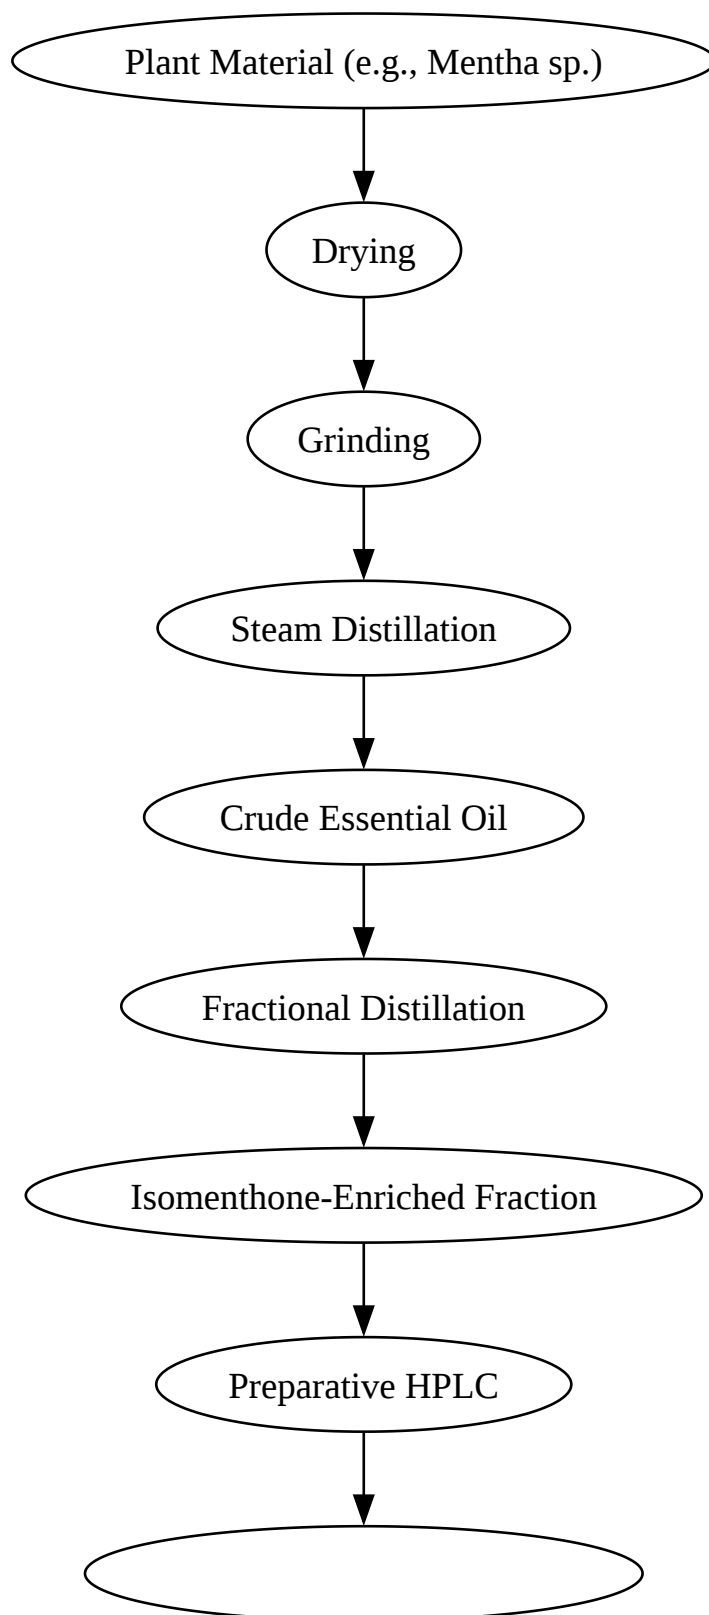 Plant Material (e.g., Mentha sp.)
Drying
Grinding
Steam Distillation
Crude Essential Oil
Fractional Distillation
Isomenthone-Enriched Fraction
Preparative HPLC